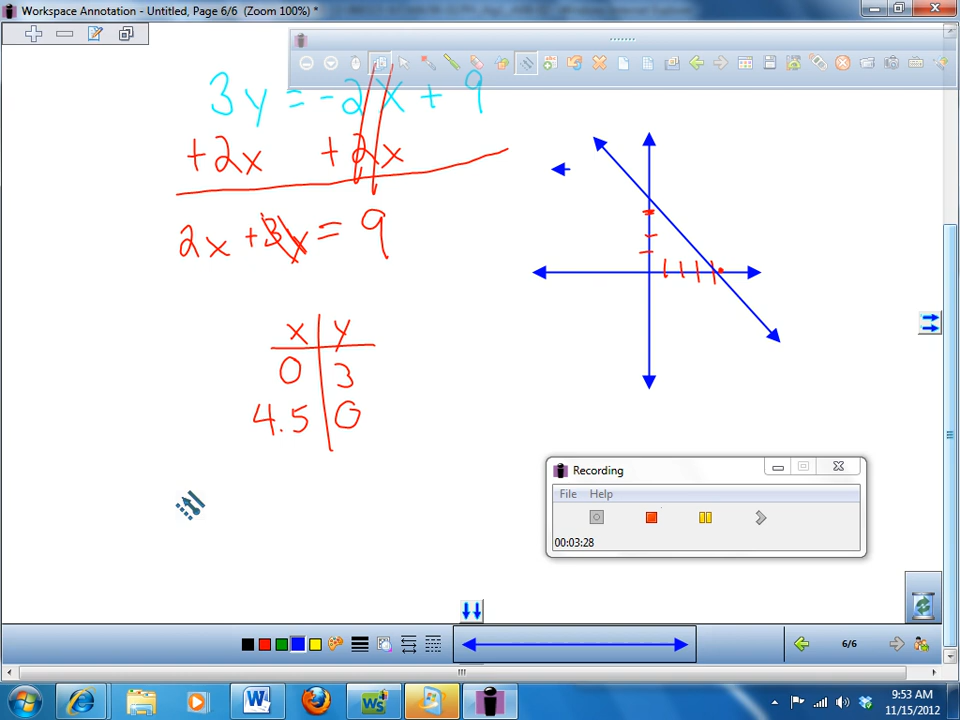 Workspace Annotation - Untitled, Page 6/6 (Zoom 100%) *
3y = -2x + 9
+2x +2x
2x + 3y = 9
x y
0 3
4.5 0
Recording
File Help
00:03:28
6/6
9:53 AM
11/15/2012